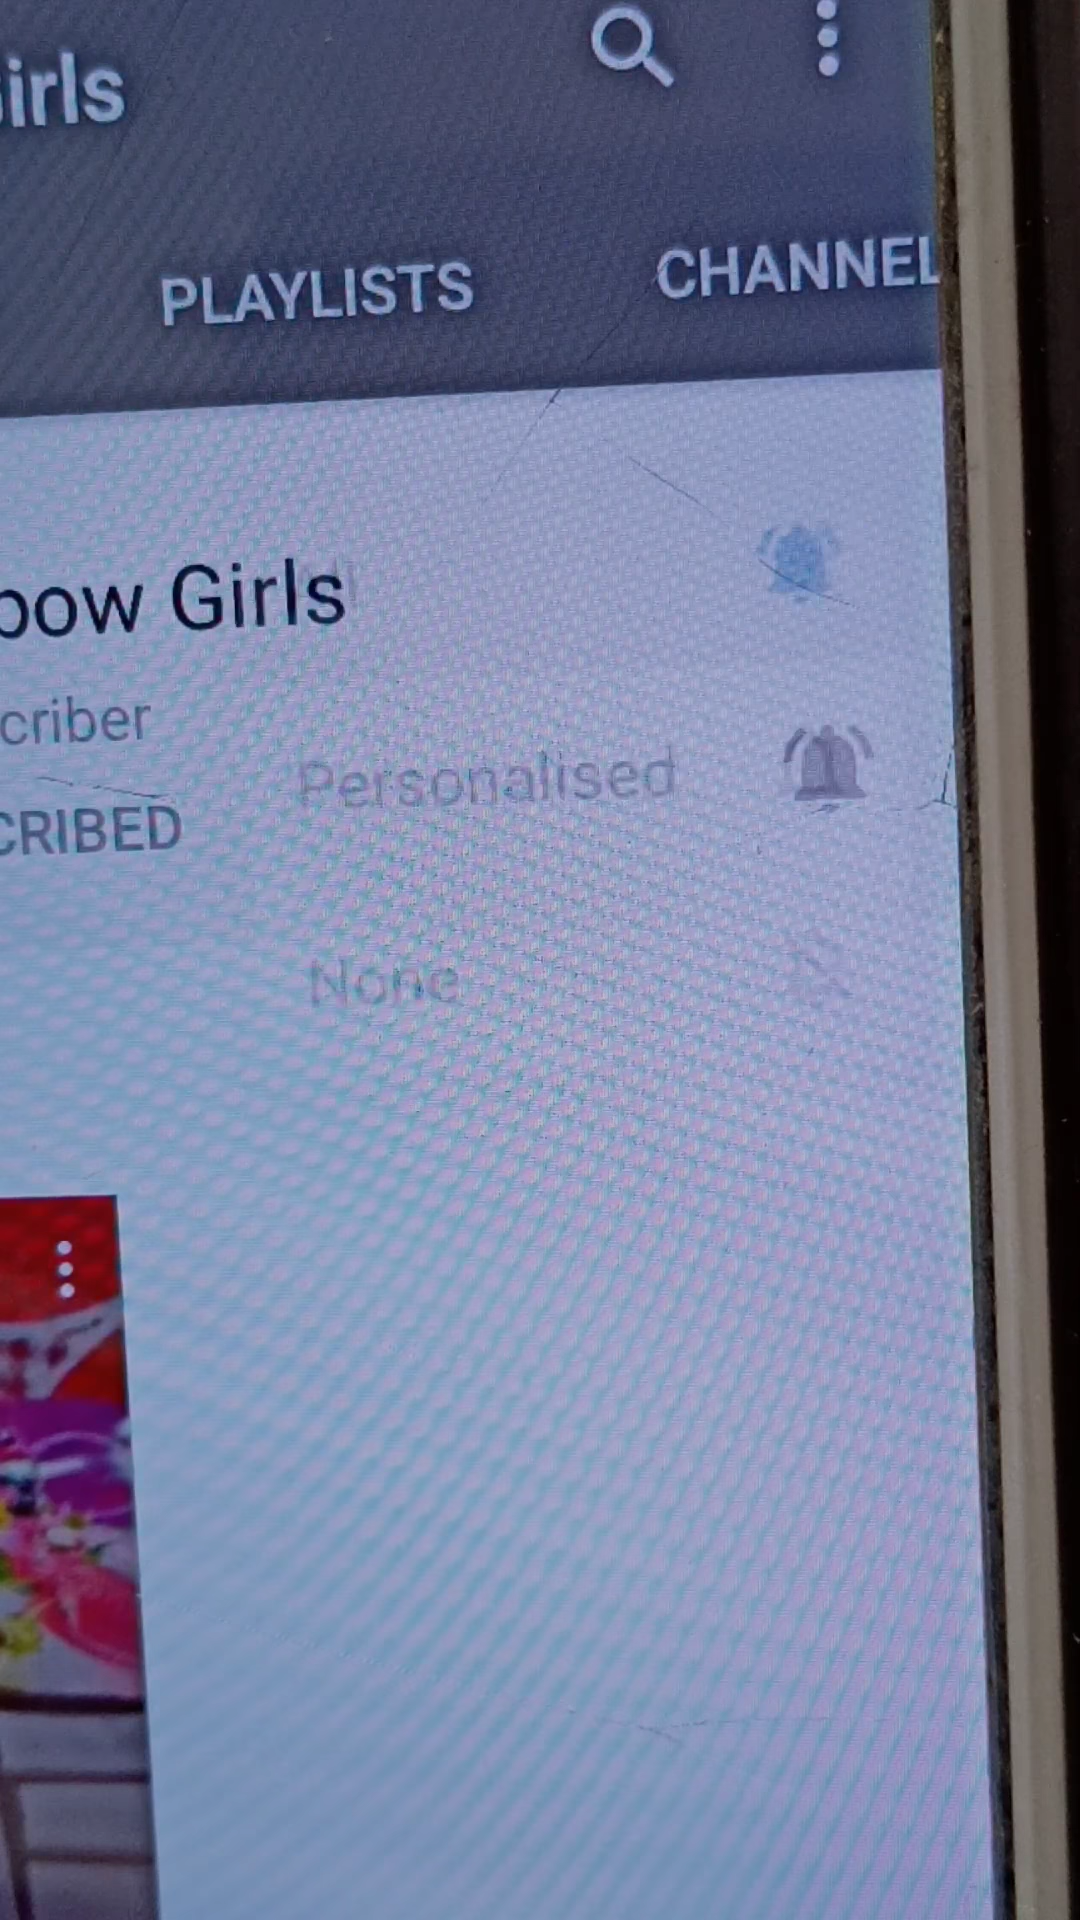 irls
PLAYLISTS
CHANNEL
bow Girls
criber
Personalised
CRIBED
None